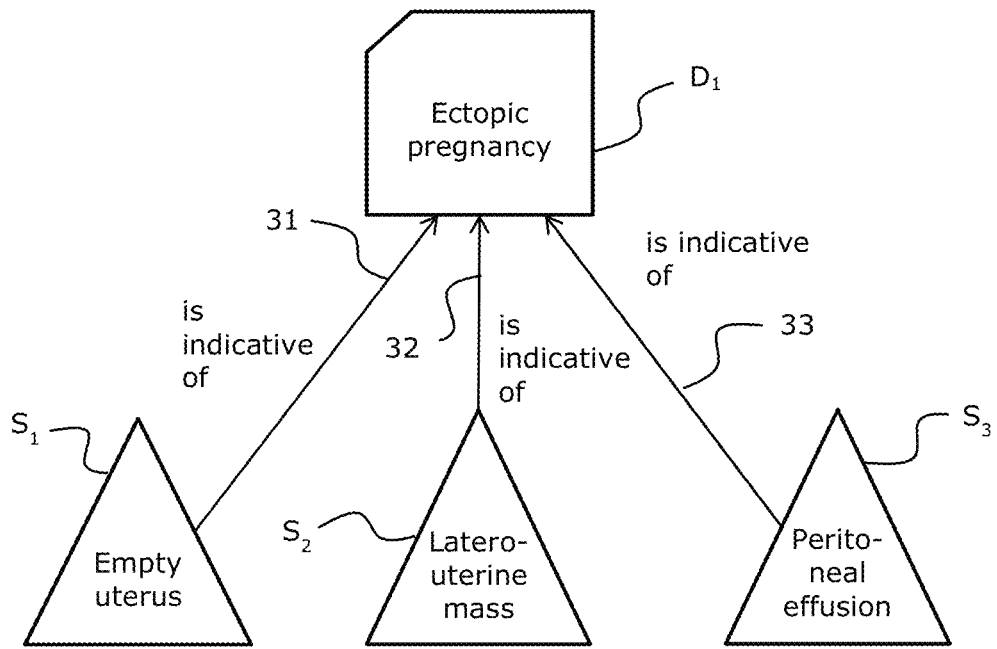 Ectopic
pregnancy
D₁
31
is indicative
of
is
indicative
of
32
is
indicative
of
33
S₁
S₂
S₃
Empty
uterus
Latero-
uterine
mass
Perito-
neal
effusion